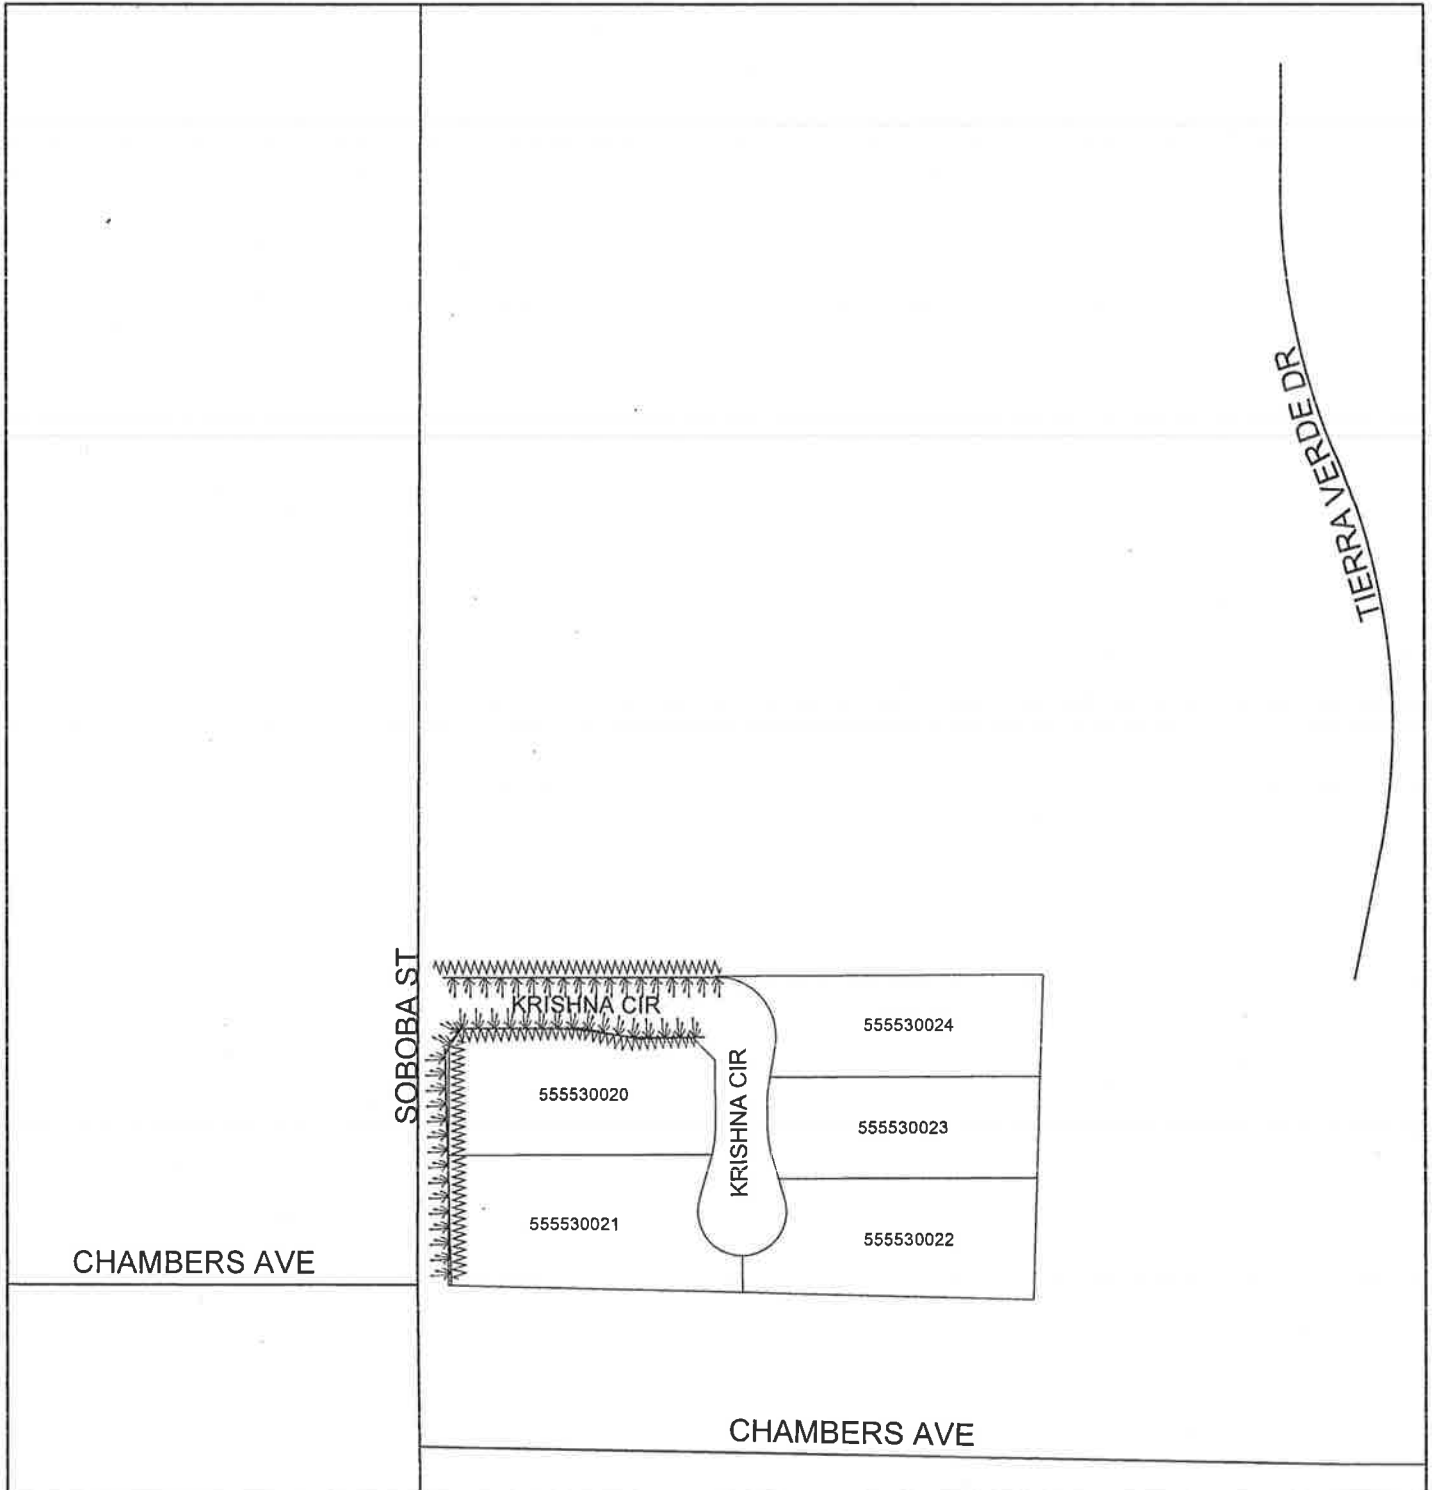 TIERRA VERDE DR
SOBOBA ST
KRISHNA CIR
555530024
KRISHNA CIR
555530020
555530023
555530021
555530022
CHAMBERS AVE
CHAMBERS AVE